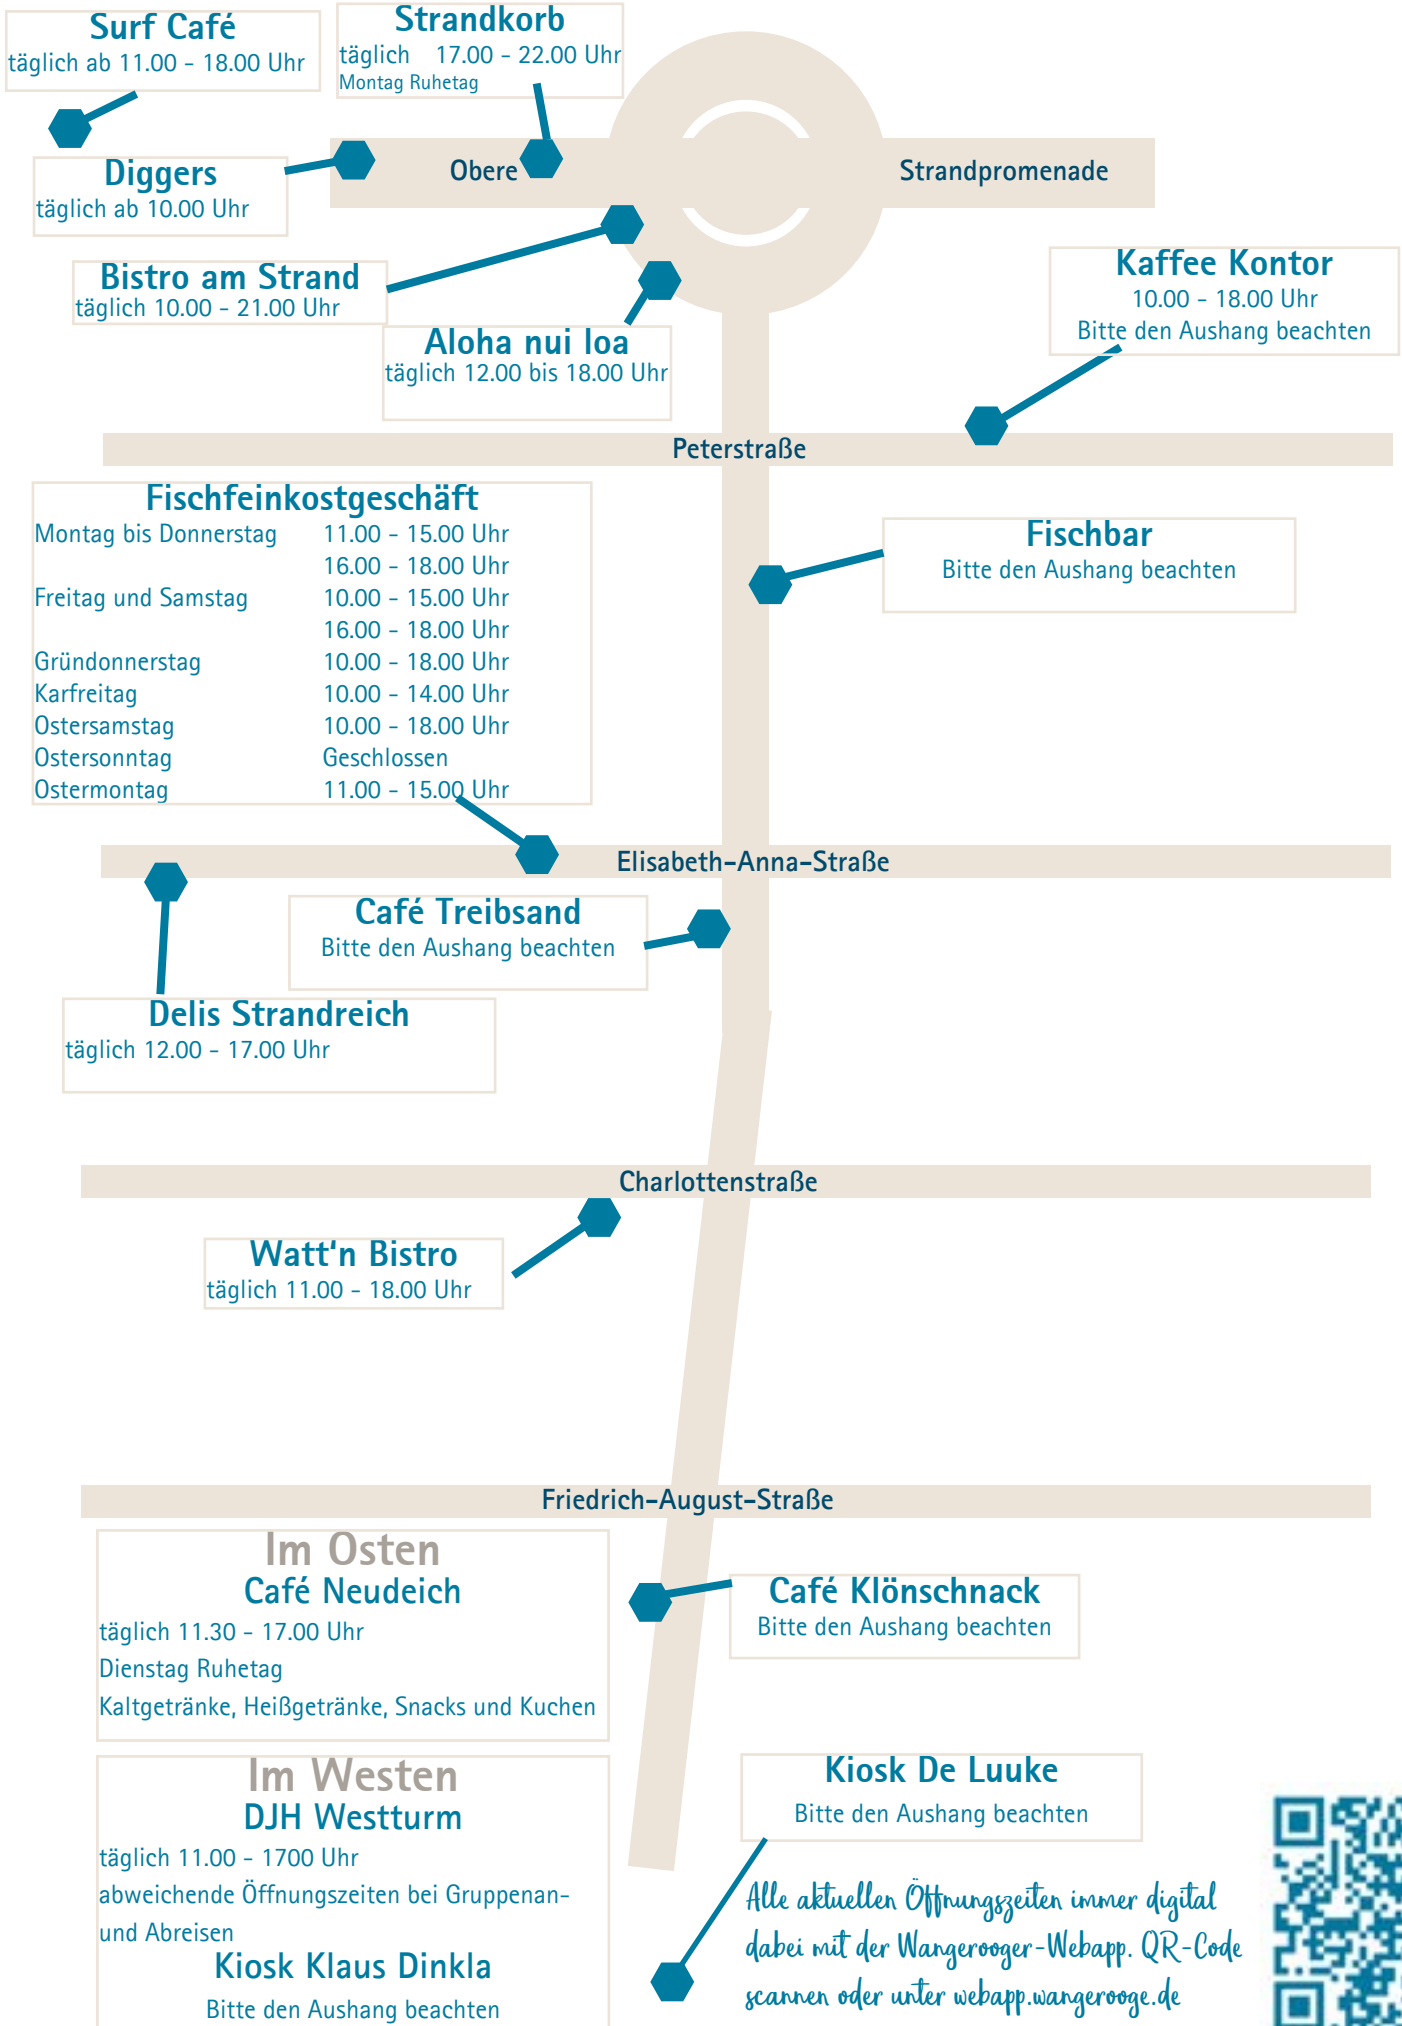 Surf Café
täglich ab 11.00 - 18.00 Uhr
Strandkorb
täglich 17.00 - 22.00 Uhr
Montag Ruhetag
Diggers
täglich ab 10.00 Uhr
Obere
Strandpromenade
Bistro am Strand
täglich 10.00 - 21.00 Uhr
Aloha nui loa
täglich 12.00 bis 18.00 Uhr
Kaffee Kontor
10.00 - 18.00 Uhr
Bitte den Aushang beachten
Peterstraße
Fischfeinkostgeschäft
Montag bis Donnerstag 11.00 - 15.00 Uhr
16.00 - 18.00 Uhr
Freitag und Samstag 10.00 - 15.00 Uhr
16.00 - 18.00 Uhr
Gründonnerstag 10.00 - 18.00 Uhr
Karfreitag 10.00 - 14.00 Uhr
Ostersamstag 10.00 - 18.00 Uhr
Ostersonntag Geschlossen
Ostermontag 11.00 - 15.00 Uhr
Fischbar
Bitte den Aushang beachten
Elisabeth-Anna-Straße
Café Treibsand
Bitte den Aushang beachten
Delis Strandreich
täglich 12.00 - 17.00 Uhr
Charlottenstraße
Watt'n Bistro
täglich 11.00 - 18.00 Uhr
Friedrich-August-Straße
Im Osten
Café Neudeich
täglich 11.30 - 17.00 Uhr
Dienstag Ruhetag
Kaltgetränke, Heißgetränke, Snacks und Kuchen
Café Klönschnack
Bitte den Aushang beachten
Im Westen
DJH Westturm
täglich 11.00 - 1700 Uhr
abweichende Öffnungszeiten bei Gruppenan-
und Abreisen
Kiosk Klaus Dinkla
Bitte den Aushang beachten
Kiosk De Luuke
Bitte den Aushang beachten
Alle aktuellen Öffnungszeiten immer digital
dabei mit der Wangerooger-Webapp. QR-Code
scannen oder unter webapp.wangerooge.de